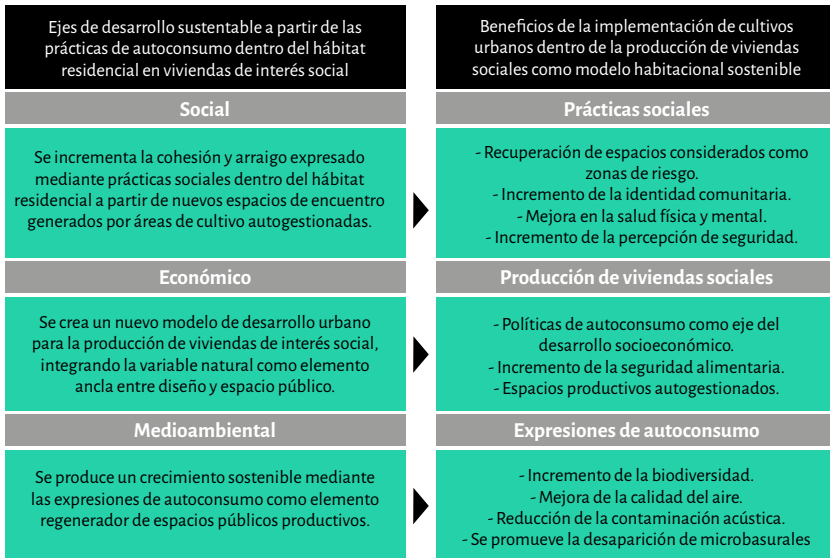 Ejes de desarrollo sustentable a partir de las
prácticas de autoconsumo dentro del hábitat
residencial en viviendas de interés social
Beneficios de la implementación de cultivos
urbanos dentro de la producción de viviendas
sociales como modelo habitacional sostenible
Social
Prácticas sociales
Se incrementa la cohesión y arraigo expresado
mediante prácticas sociales dentro del hábitat
residencial a partir de nuevos espacios de encuentro
generados por áreas de cultivo autogestionadas.
- Recuperación de espacios considerados como
zonas de riesgo.
- Incremento de la identidad comunitaria.
- Mejora en la salud física y mental.
- Incremento de la percepción de seguridad.
Económico
Producción de viviendas sociales
Se crea un nuevo modelo de desarrollo urbano
para la producción de viviendas de interés social,
integrando la variable natural como elemento
ancla entre diseño y espacio público.
- Políticas de autoconsumo como eje del
desarrollo socioeconómico.
- Incremento de la seguridad alimentaria.
- Espacios productivos autogestionados.
Medioambiental
Expresiones de autoconsumo
Se produce un crecimiento sostenible mediante
las expresiones de autoconsumo como elemento
regenerador de espacios públicos productivos.
- Incremento de la biodiversidad.
- Mejora de la calidad del aire.
- Reducción de la contaminación acústica.
- Se promueve la desaparición de microbasurales